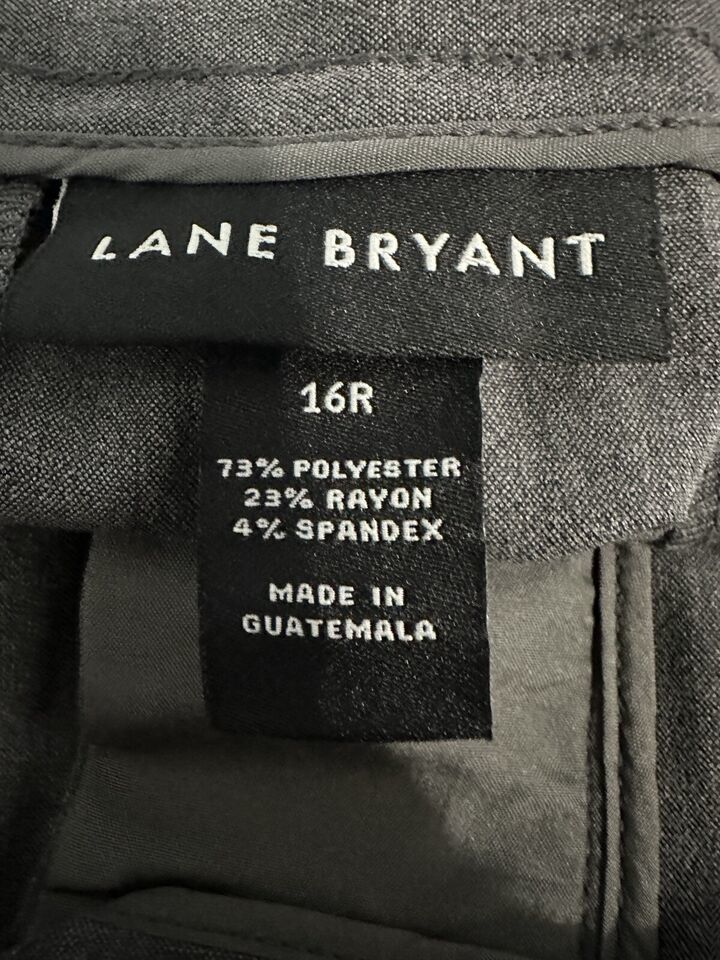 LANE BRYANT
16R
73% POLYESTER
23% RAYON
4% SPANDEX
MADE IN
GUATEMALA